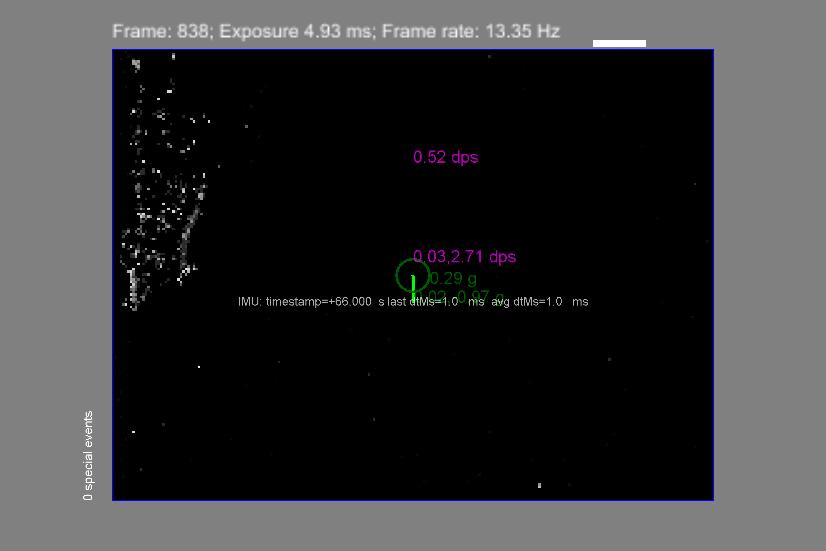 Frame: 838; Exposure 4.93 ms; Frame rate: 13.35 Hz
0.52 dps
0.03,2.71 dps
0.29 g
0.97 g
IMU: timestamp=+66.000 s last dtMs=1.0 ms avg dtMs=1.0 ms
0 special events